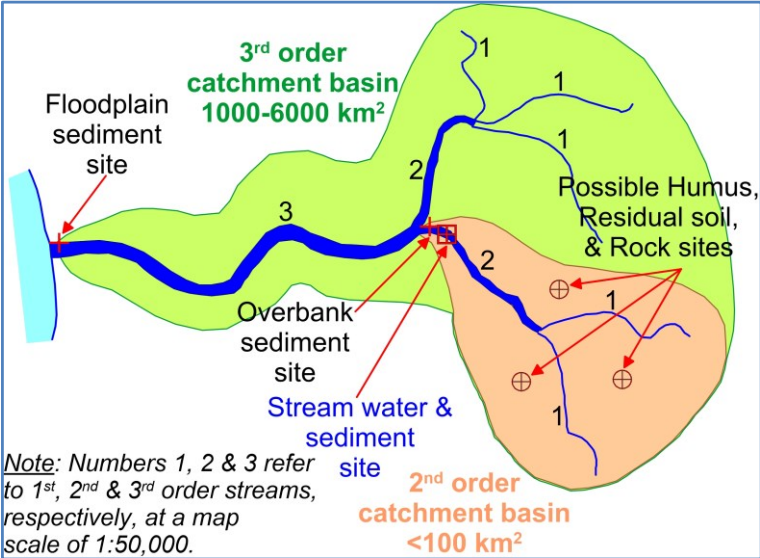 3rd order
catchment basin
1000-6000 km2
Floodplain
sediment
site
1
1
1
2
3
Possible Humus,
Residual soil,
& Rock sites
2
1
1
Overbank
sediment
site
Stream water &
sediment
site
2nd order
catchment basin
<100 km2
Note: Numbers 1, 2 & 3 refer
to 1st, 2nd & 3rd order streams,
respectively, at a map
scale of 1:50,000.